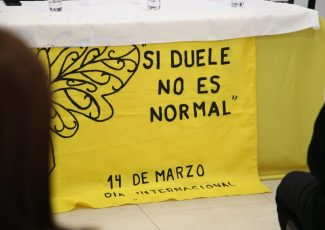 "SI DUELE
NO ES
NORMAL"
14 DE MARZO
DIA INTERNACIONAL